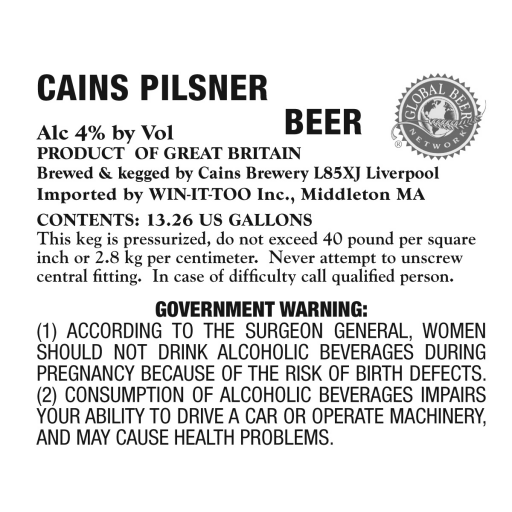 CAINS PILSNER
BEER
GLOBAL BEER
NETWORK
®
Alc 4% by Vol
PRODUCT OF GREAT BRITAIN
Brewed & kegged by Cains Brewery L85XJ Liverpool
Imported by WIN-IT-TOO Inc., Middleton MA
CONTENTS: 13.26 US GALLONS
This keg is pressurized, do not exceed 40 pound per square
inch or 2.8 kg per centimeter. Never attempt to unscrew
central fitting. In case of difficulty call qualified person.
GOVERNMENT WARNING:
(1) ACCORDING TO THE SURGEON GENERAL, WOMEN
SHOULD NOT DRINK ALCOHOLIC BEVERAGES DURING
PREGNANCY BECAUSE OF THE RISK OF BIRTH DEFECTS.
(2) CONSUMPTION OF ALCOHOLIC BEVERAGES IMPAIRS
YOUR ABILITY TO DRIVE A CAR OR OPERATE MACHINERY,
AND MAY CAUSE HEALTH PROBLEMS.